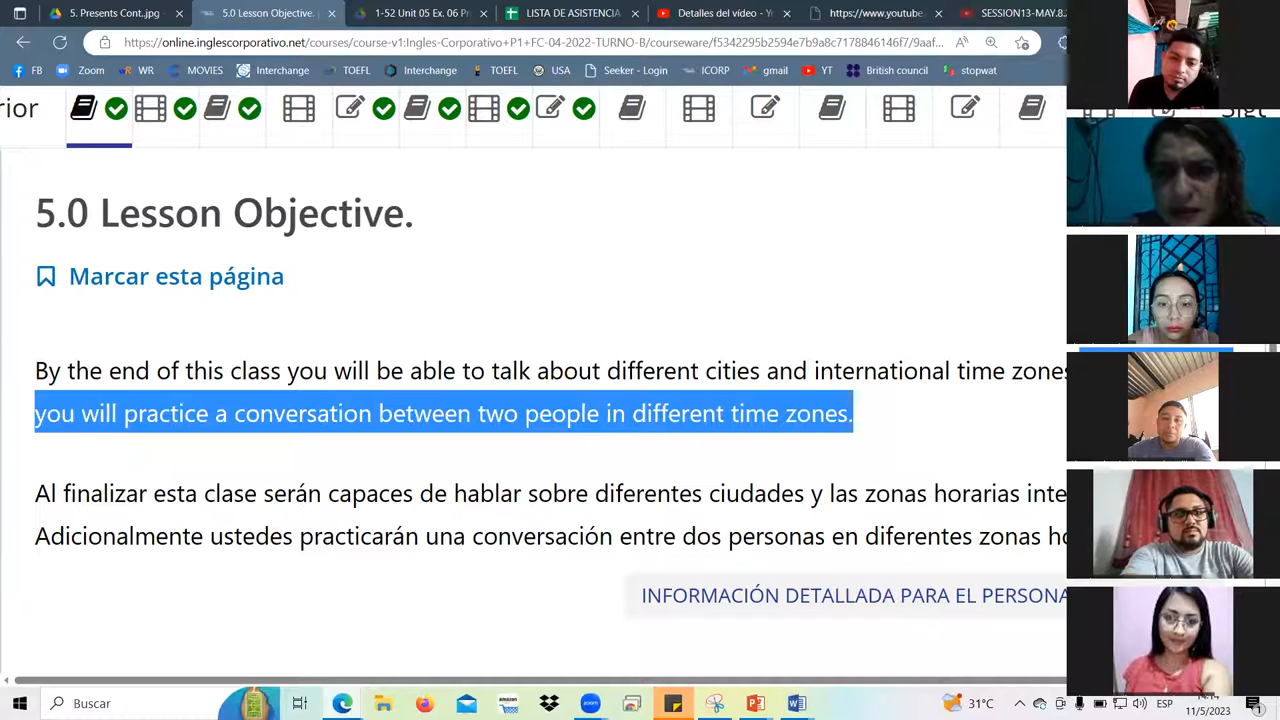 5. Presents Cont..jpg -
5.0 Lesson Objective.
1-52 Unit 05 Ex. 06 P
LISTA DE ASISTENCIA
Detalles del vídeo - Yo
https://www.youtube.
SESSION13-MAY.8.
https://online.inglescorporativo.net/courses/course-v1:Ingles-Corporativo+P1+FC-04-2022-TURNO-B/courseware/f5342295b2594e7b9a8c7178846146f7/9aaf...
FB
Zoom
WR
MOVIES
Interchange
TOEFL
Interchange
TOEFL
USA
Seeker - Login
ICORP
gmail
YT
British council
stopwat
rior
5.0 Lesson Objective.
Marcar esta página
By the end of this class you will be able to talk about different cities and international time zones
you will practice a conversation between two people in different time zones.
Al finalizar esta clase serán capaces de hablar sobre diferentes ciudades y las zonas horarias inte
Adicionalmente ustedes practicarán una conversación entre dos personas en diferentes zonas ho
INFORMACIÓN DETALLADA PARA EL PERSONA
Buscar
31°C
ESP
14:14
11/5/2023